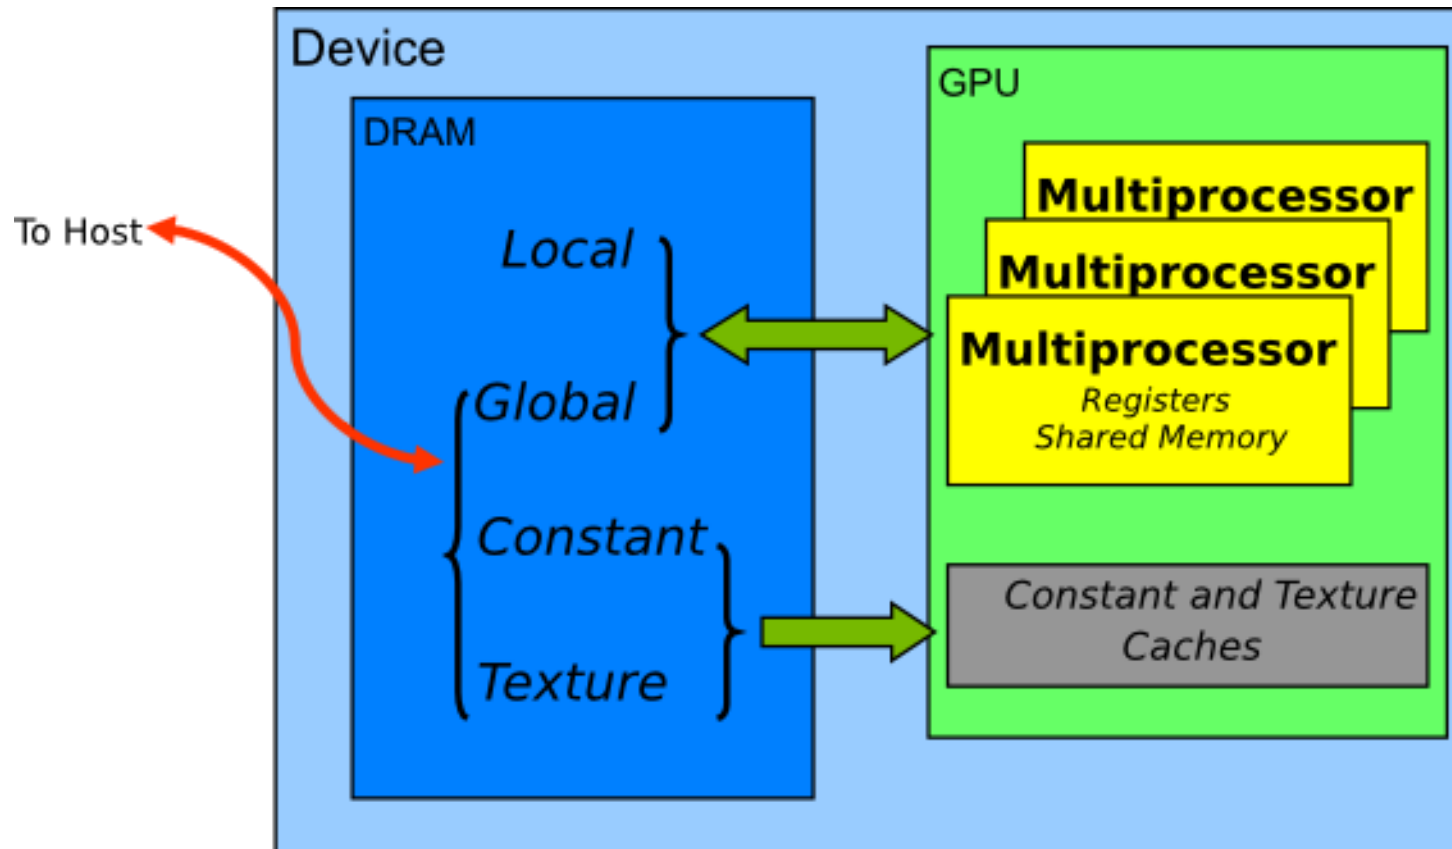 Device
GPU
DRAM
Multiprocessor
To Host
Local
Multiprocessor
Multiprocessor
Global
Registers
Shared Memory
Constant
Constant and Texture
Caches
Texture